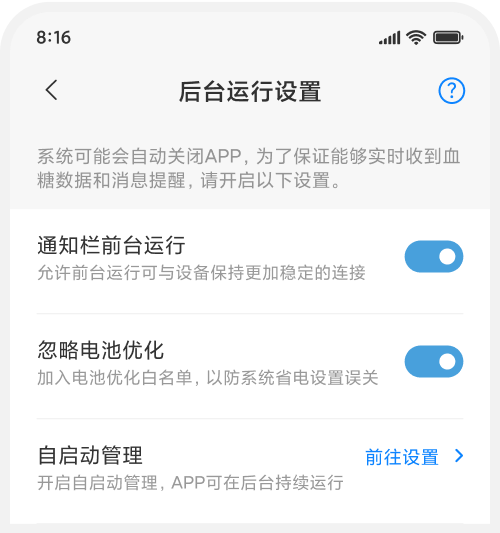 8:16
后台运行设置
系统可能会自动关闭APP，为了保证能够实时收到血
糖数据和消息提醒，请开启以下设置。
通知栏前台运行
允许前台运行可与设备保持更加稳定的连接
忽略电池优化
加入电池优化白名单，以防系统省电设置误关
自启动管理
前往设置
开启自启动管理，APP可在后台持续运行